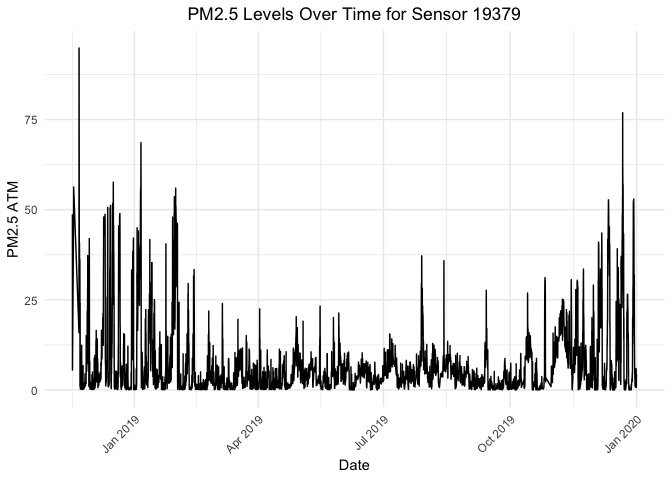 PM2.5 Levels Over Time for Sensor 19379
PM2.5 ATM
75
50
25
0
Jan 2019
Apr 2019
Jul 2019
Oct 2019
Jan 2020
Date